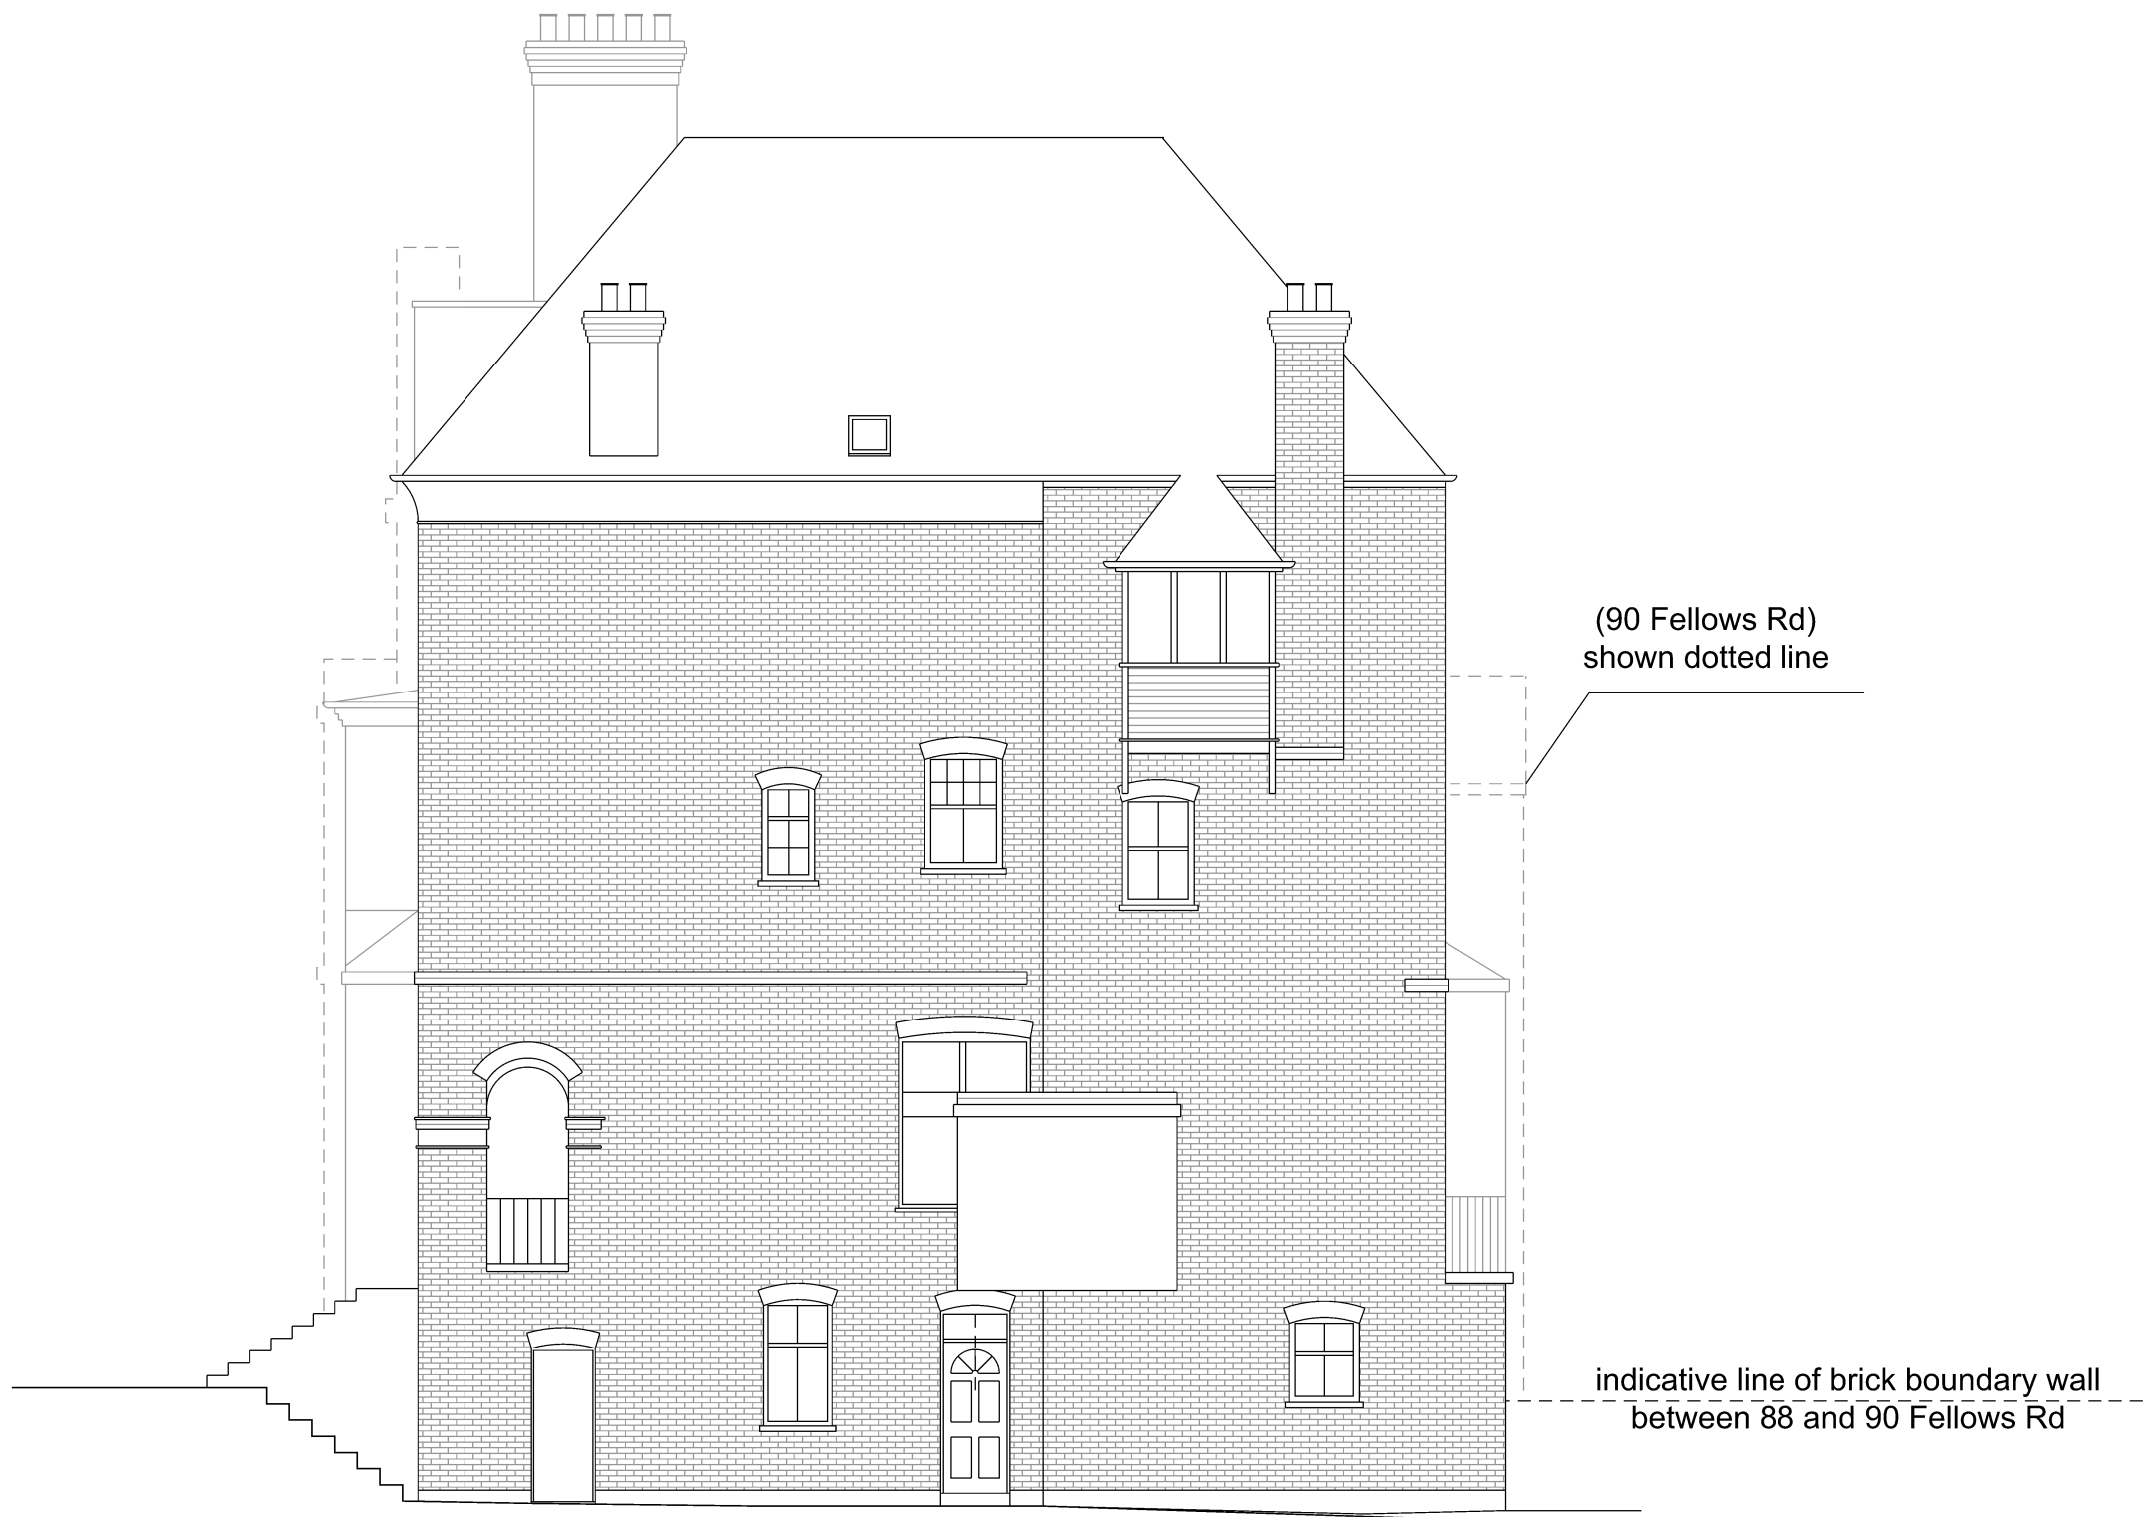 (90 Fellows Rd)
shown dotted line
indicative line of brick boundary wall
between 88 and 90 Fellows Rd